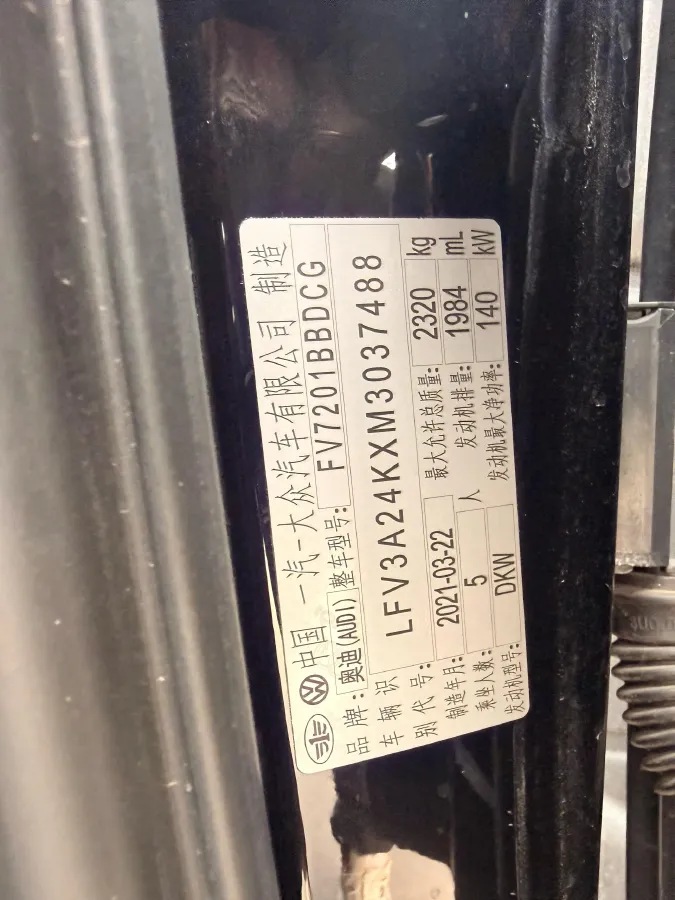 中国 一汽-大众汽车有限公司 制造
品牌: 奥迪(AUDI) 整车型号: FV7201BBDCG
车辆识别代号: LFV3A24KXM3037488
制造年月: 2021-03-22 最大允许总质量: 2320 kg
乘坐人数: 5 人 发动机排量: 1984 mL
发动机型号: DKW 发动机最大净功率: 140 kW